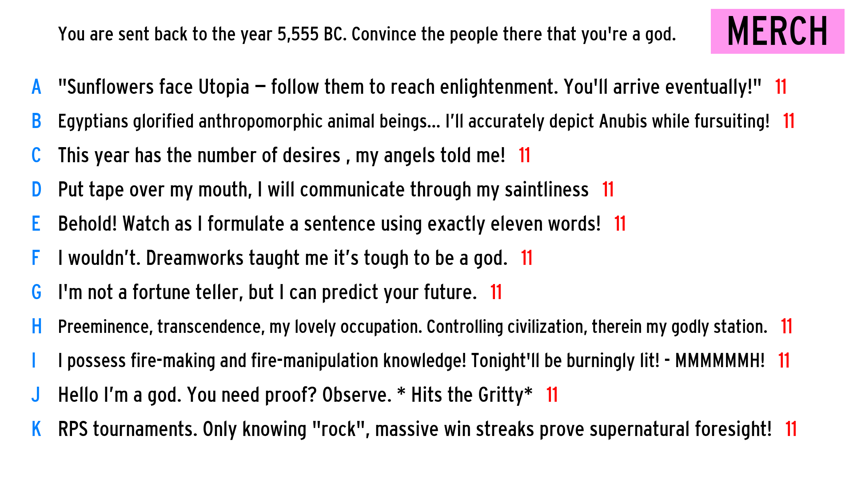 You are sent back to the year 5,555 BC. Convince the people there that you're a god.
MERCH
A "Sunflowers face Utopia – follow them to reach enlightenment. You'll arrive eventually!" 11
B Egyptians glorified anthropomorphic animal beings... I’ll accurately depict Anubis while fursuiting! 11
C This year has the number of desires , my angels told me! 11
D Put tape over my mouth, I will communicate through my saintliness 11
E Behold! Watch as I formulate a sentence using exactly eleven words! 11
F I wouldn’t. Dreamworks taught me it’s tough to be a god. 11
G I'm not a fortune teller, but I can predict your future. 11
H Preeminence, transcendence, my lovely occupation. Controlling civilization, therein my godly station. 11
I I possess fire-making and fire-manipulation knowledge! Tonight'll be burningly lit! - MMMMMMH! 11
J Hello I’m a god. You need proof? Observe. * Hits the Gritty* 11
K RPS tournaments. Only knowing "rock", massive win streaks prove supernatural foresight! 11